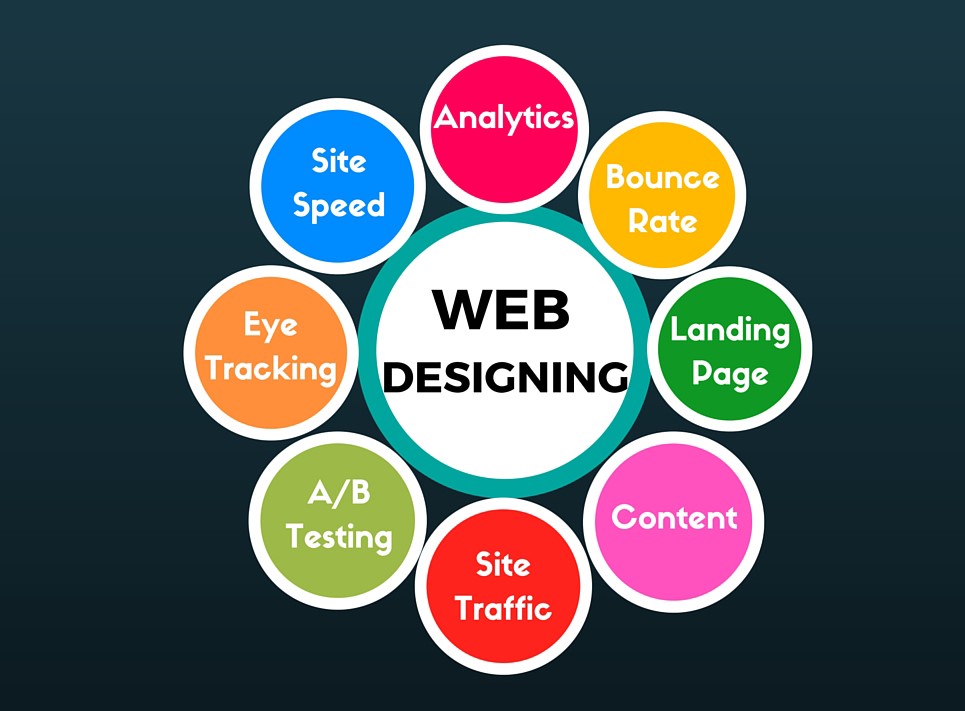 Analytics
Site
Speed
Bounce
Rate
WEB
DESIGNING
Eye
Tracking
Landing
Page
A/B
Testing
Content
Site
Traffic